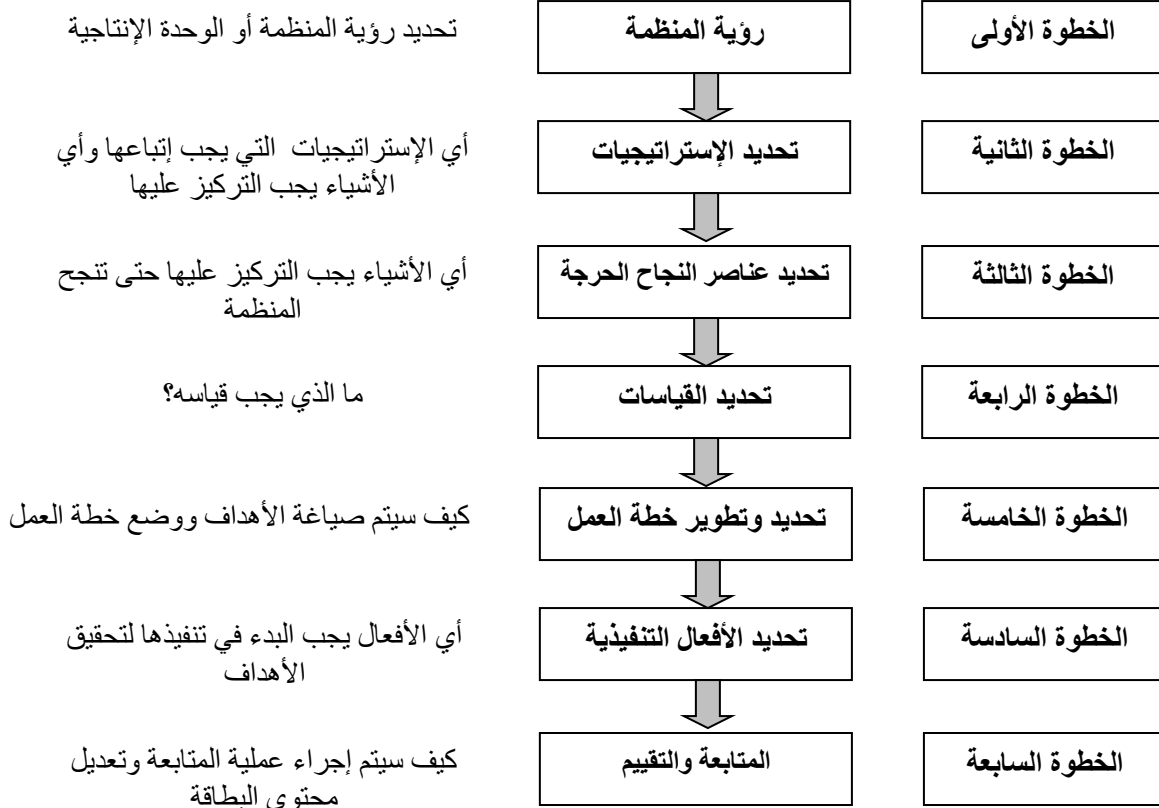 الخطوة الأولى
رؤية المنظمة
تحديد رؤية المنظمة أو الوحدة الإنتاجية
الخطوة الثانية
تحديد الإستراتيجيات
أي الإستراتيجيات التي يجب إتباعها وأي
الأشياء يجب التركيز عليها
الخطوة الثالثة
تحديد عناصر النجاح الحرجة
أي الأشياء يجب التركيز عليها حتى تنجح
المنظمة
الخطوة الرابعة
تحديد القياسات
ما الذي يجب قياسه؟
الخطوة الخامسة
تحديد وتطوير خطة العمل
كيف سيتم صياغة الأهداف ووضع خطة العمل
الخطوة السادسة
تحديد الأفعال التنفيذية
أي الأفعال يجب البدء في تنفيذها لتحقيق
الأهداف
الخطوة السابعة
المتابعة والتقييم
كيف سيتم إجراء عملية المتابعة وتعديل
محتوى البطاقة